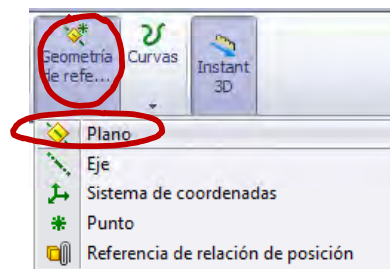 Geometría
de refe...
Curvas
Instant
3D
Plano
Eje
Sistema de coordenadas
Punto
Referencia de relación de posición